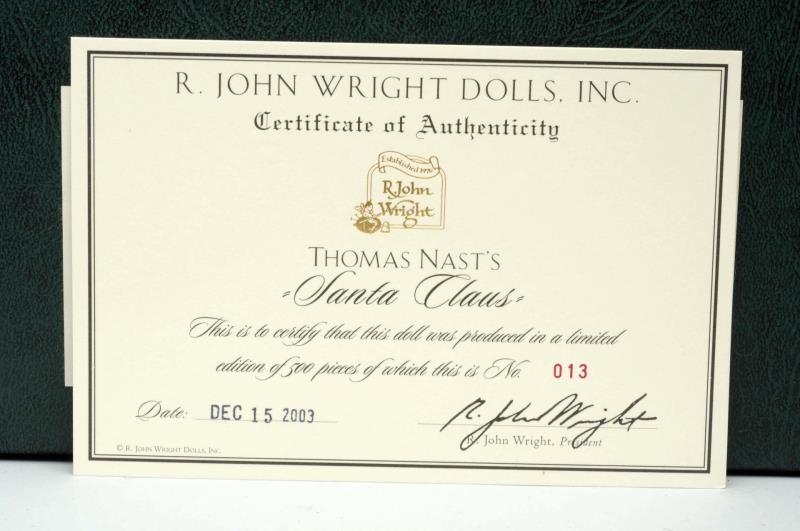 R. JOHN WRIGHT DOLLS, INC.
Certificate of Authenticity
Established 1976
R. John
Wright
THOMAS NAST'S
Santa Claus
This is to certify that this doll was produced in a limited
edition of 500 pieces of which this is No. 013
Date: DEC 15 2003
R. John Wright
R. John Wright, President
© R. JOHN WRIGHT DOLLS, INC.